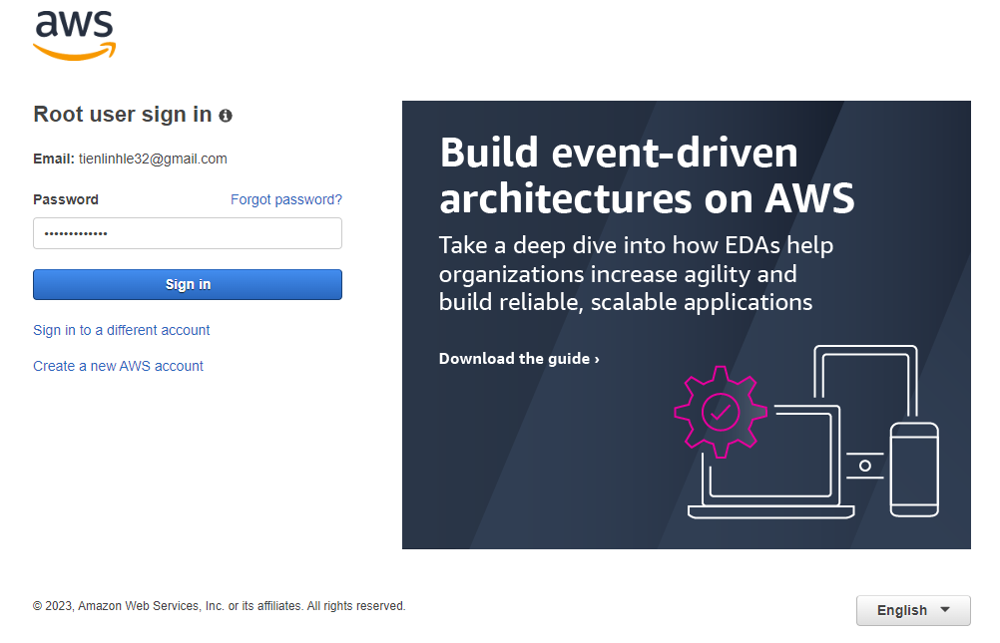 aws
Root user sign in
Email: tienlinhle32@gmail.com
Password
Forgot password?
•••••••••••••
Sign in
Sign in to a different account
Create a new AWS account
Build event-driven
architectures on AWS
Take a deep dive into how EDAs help
organizations increase agility and
build reliable, scalable applications
Download the guide ›
© 2023, Amazon Web Services, Inc. or its affiliates. All rights reserved.
English